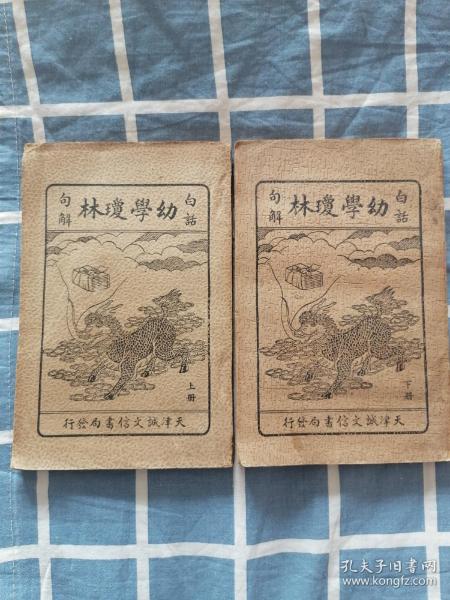 白話
幼學瓊林
句解
上册
天津誠文信書局發行
白話
幼學瓊林
句解
下册
天津誠文信書局發行
孔夫子旧书网
www.kongfz.com